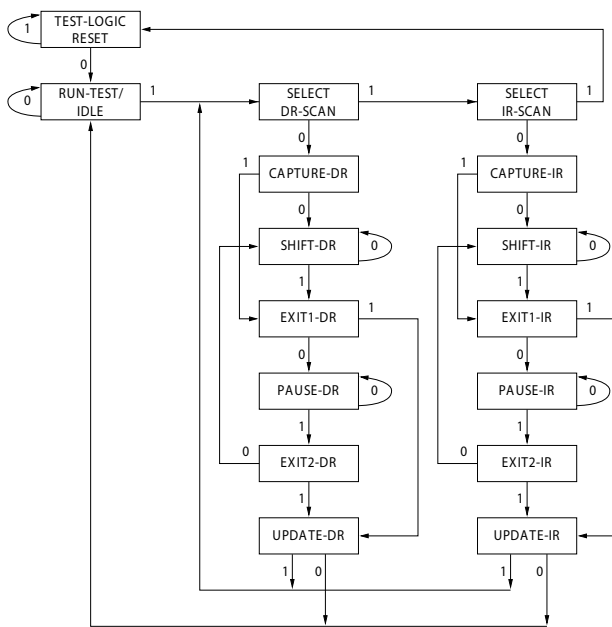 TEST-LOGIC
RESET
1
0
RUN-TEST/
IDLE
0
1
SELECT
DR-SCAN
1
SELECT
IR-SCAN
1
0
0
1
CAPTURE-DR
1
CAPTURE-IR
0
0
SHIFT-DR
0
SHIFT-IR
0
1
1
EXIT1-DR
1
EXIT1-IR
1
0
0
PAUSE-DR
0
PAUSE-IR
0
1
1
0
EXIT2-DR
0
EXIT2-IR
1
1
UPDATE-DR
UPDATE-IR
1
0
1
0